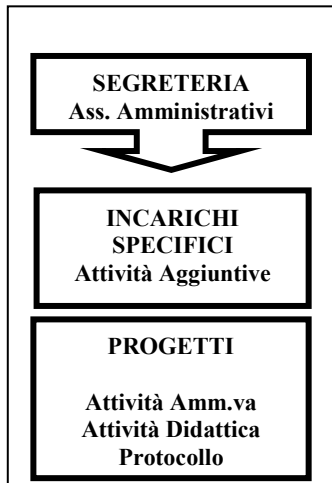 SEGRETERIA
Ass. Amministrativi
INCARICHI
SPECIFICI
Attività Aggiuntive
PROGETTI
Attività Amm.va
Attività Didattica
Protocollo